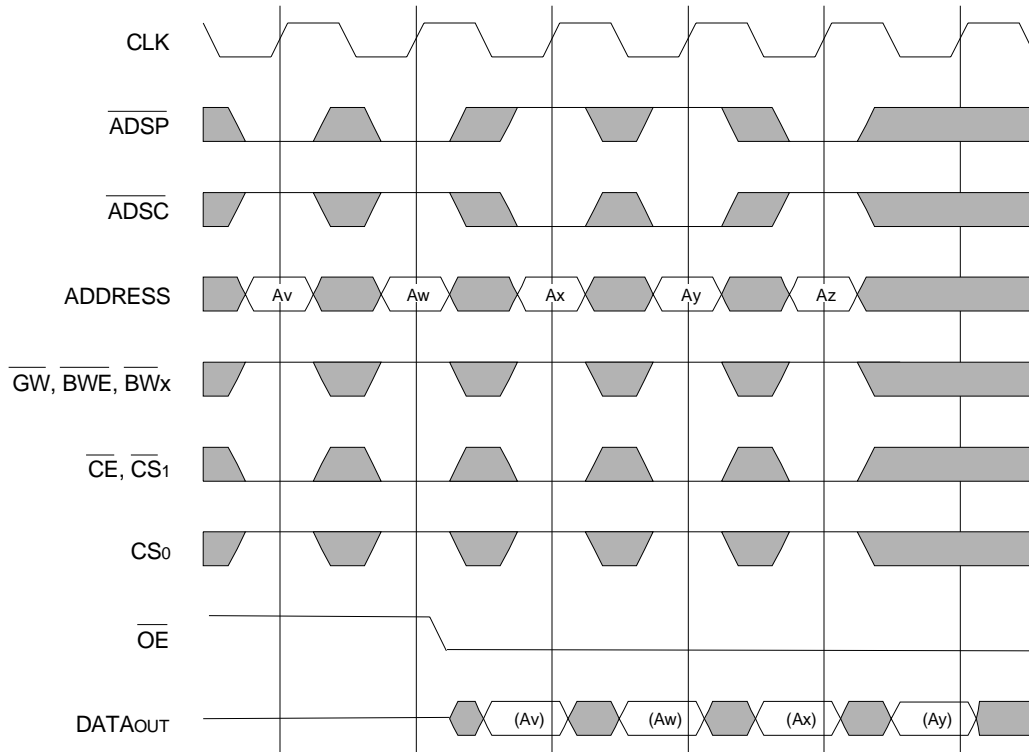 CLK
ADSP
ADSC
ADDRESS
Av
Aw
Ax
Ay
Az
GW, BWE, BWx
CE, CS1
CS0
OE
DATAOUT
(Av)
(Aw)
(Ax)
(Ay)